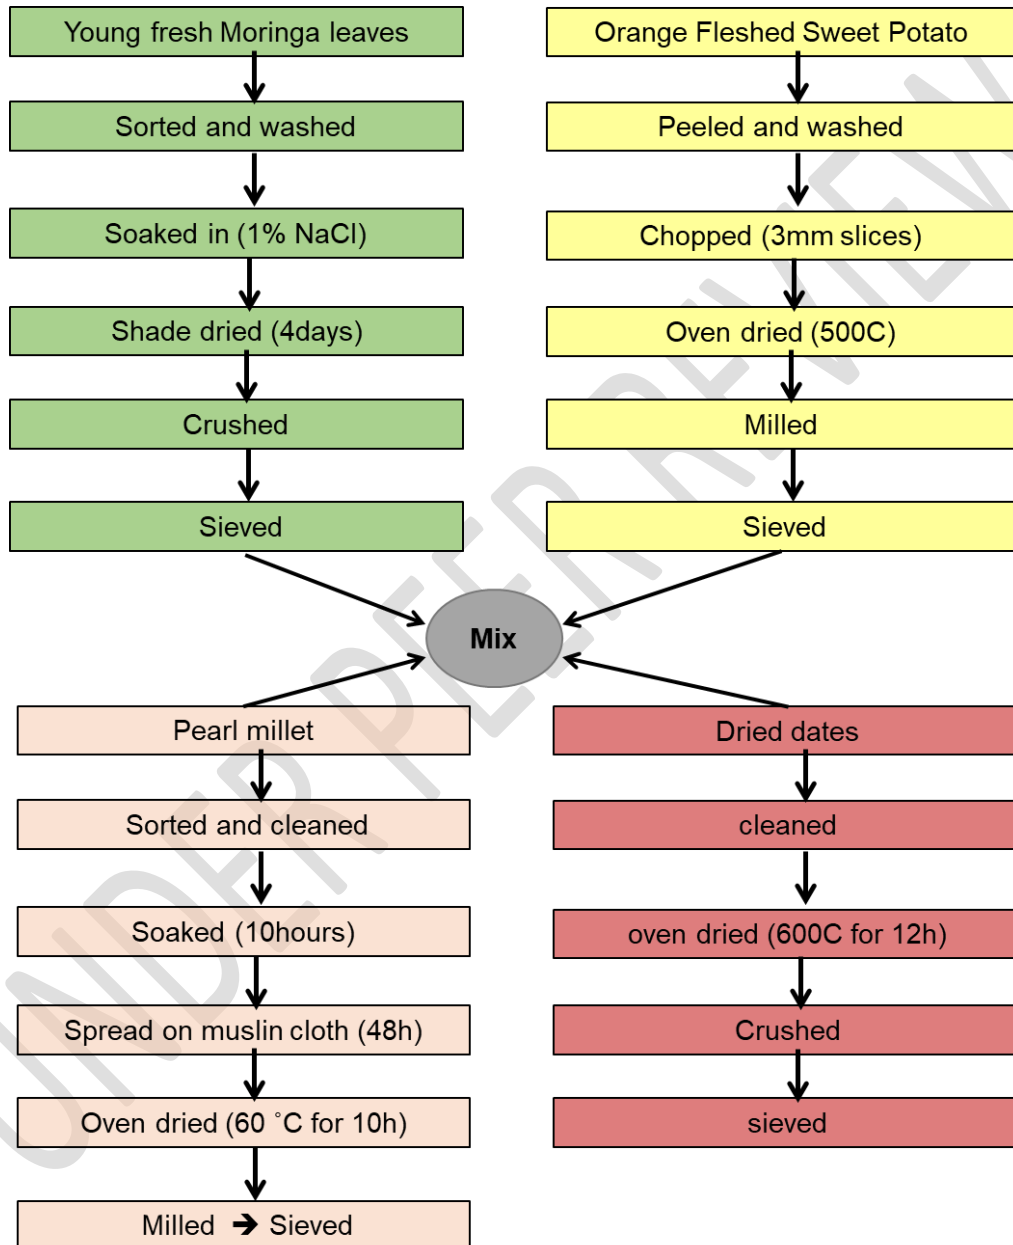 Young fresh Moringa leaves
Sorted and washed
Soaked in (1% NaCl)
Shade dried (4days)
Crushed
Sieved
Orange Fleshed Sweet Potato
Peeled and washed
Chopped (3mm slices)
Oven dried (500C)
Milled
Sieved
Mix
Pearl millet
Sorted and cleaned
Soaked (10hours)
Spread on muslin cloth (48h)
Oven dried (60 ˚C for 10h)
Milled ➔ Sieved
Dried dates
cleaned
oven dried (600C for 12h)
Crushed
sieved
UNDER PEER REVIEW